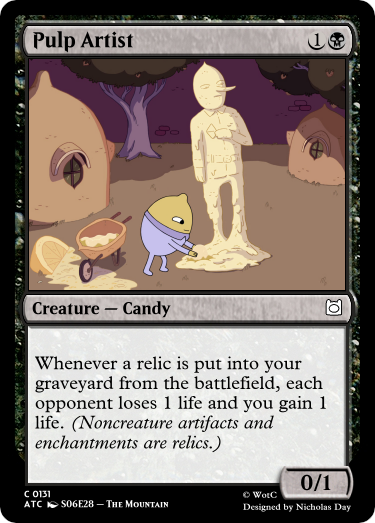 Pulp Artist 1
Creature — Candy
Whenever a relic is put into your
graveyard from the battlefield, each
opponent loses 1 life and you gain 1
life. (Noncreature artifacts and
enchantments are relics.)
0/1
C 0131
ATC S06E28 — The Mountain
© WotC
Designed by Nicholas Day